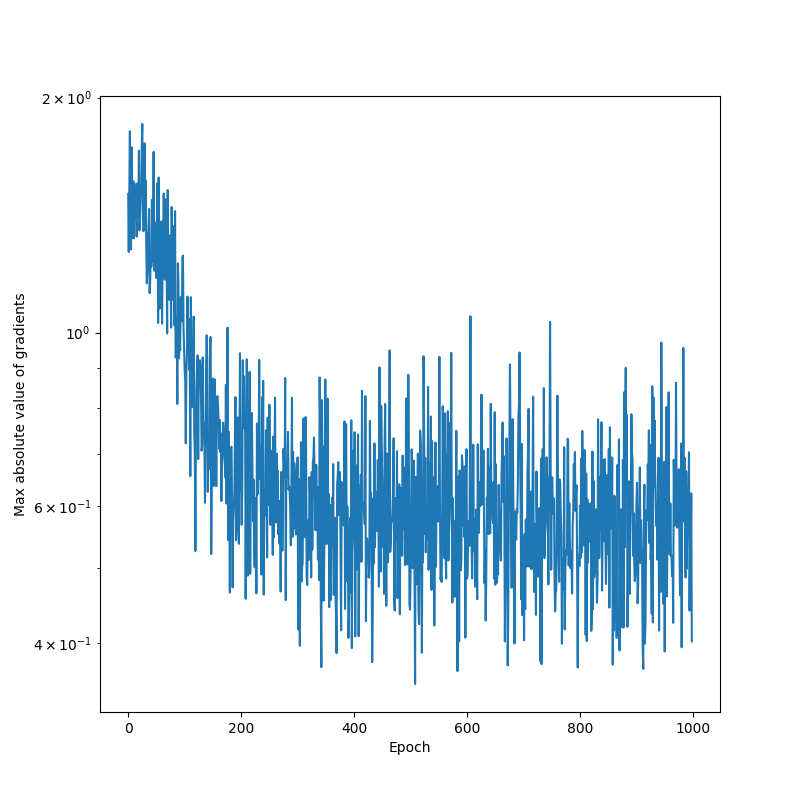 2 × 10⁰
10⁰
6 × 10⁻¹
4 × 10⁻¹
Max absolute value of gradients
0 200 400 600 800 1000
Epoch